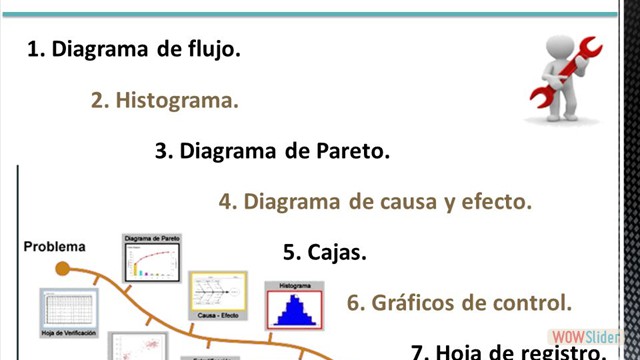 1. Diagrama de flujo.
2. Histograma.
3. Diagrama de Pareto.
4. Diagrama de causa y efecto.
Problema
Diagrama de Pareto
5. Cajas.
Histograma
6. Gráficos de control.
Hoja de Verificación
Causa - Efecto
WOWSlider
7. Hoja de registro.